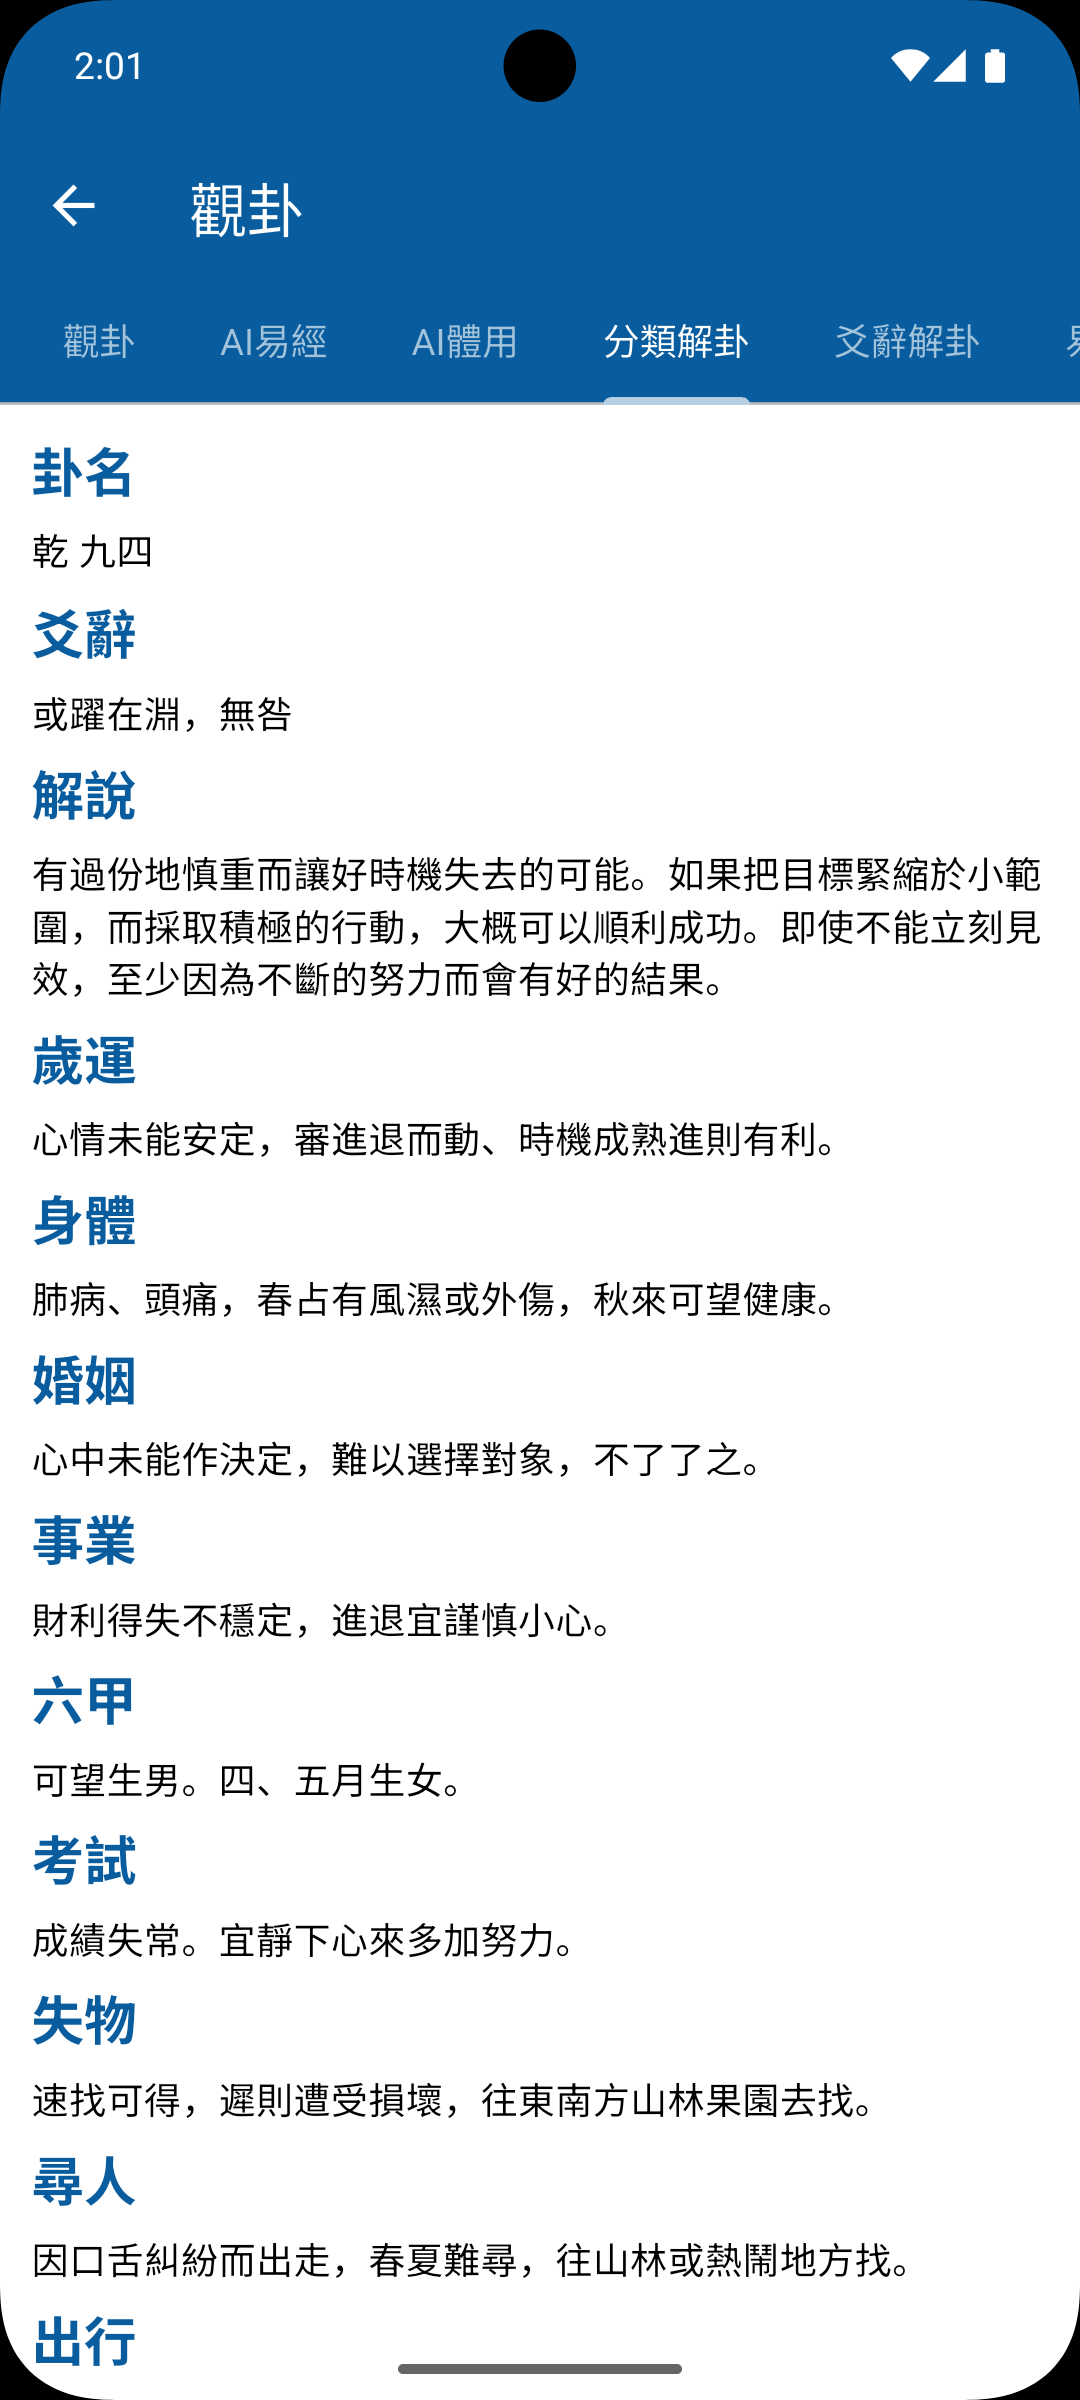 2:01
觀卦
觀卦 AI易經 AI體用 分類解卦 爻辭解卦
卦名
乾 九四
爻辭
或躍在淵，無咎
解說
有過份地慎重而讓好時機失去的可能。如果把目標緊縮於小範
圍，而採取積極的行動，大概可以順利成功。即使不能立刻見
效，至少因為不斷的努力而會有好的結果。
歲運
心情未能安定，審進退而動、時機成熟進則有利。
身體
肺病、頭痛，春占有風濕或外傷，秋來可望健康。
婚姻
心中未能作決定，難以選擇對象，不了了之。
事業
財利得失不穩定，進退宜謹慎小心。
六甲
可望生男。四、五月生女。
考試
成績失常。宜靜下心來多加努力。
失物
速找可得，遲則遭受損壞，往東南方山林果園去找。
尋人
因口舌糾紛而出走，春夏難尋，往山林或熱鬧地方找。
出行